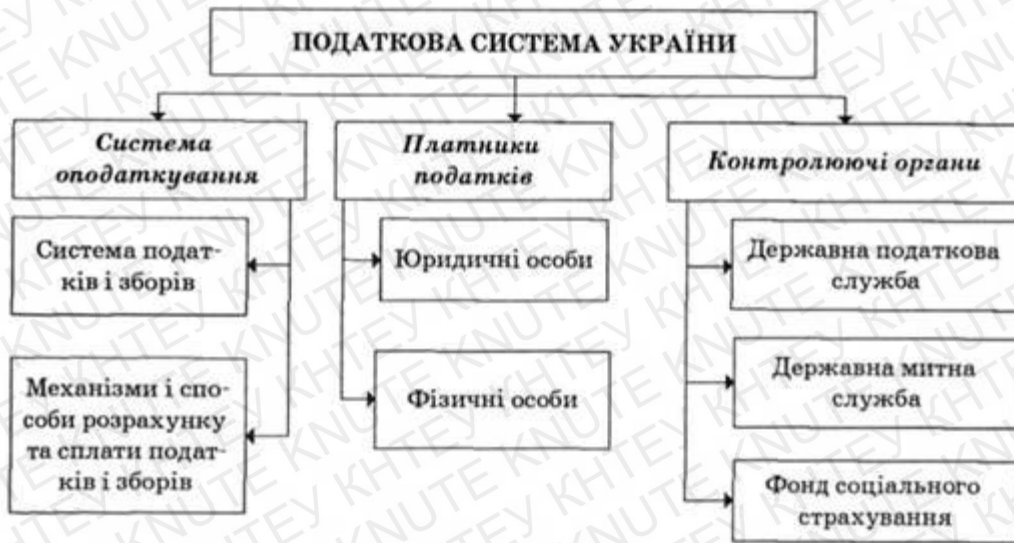 ПОДАТКОВА СИСТЕМА УКРАЇНИ
Система
оподаткування
Платники
податків
Контролюючі органи
Система подат-
ків і зборів
Механізми і спо-
соби розрахунку
та сплати подат-
ків і зборів
Юридичні особи
Фізичні особи
Державна податкова
служба
Державна митна
служба
Фонд соціального
страхування